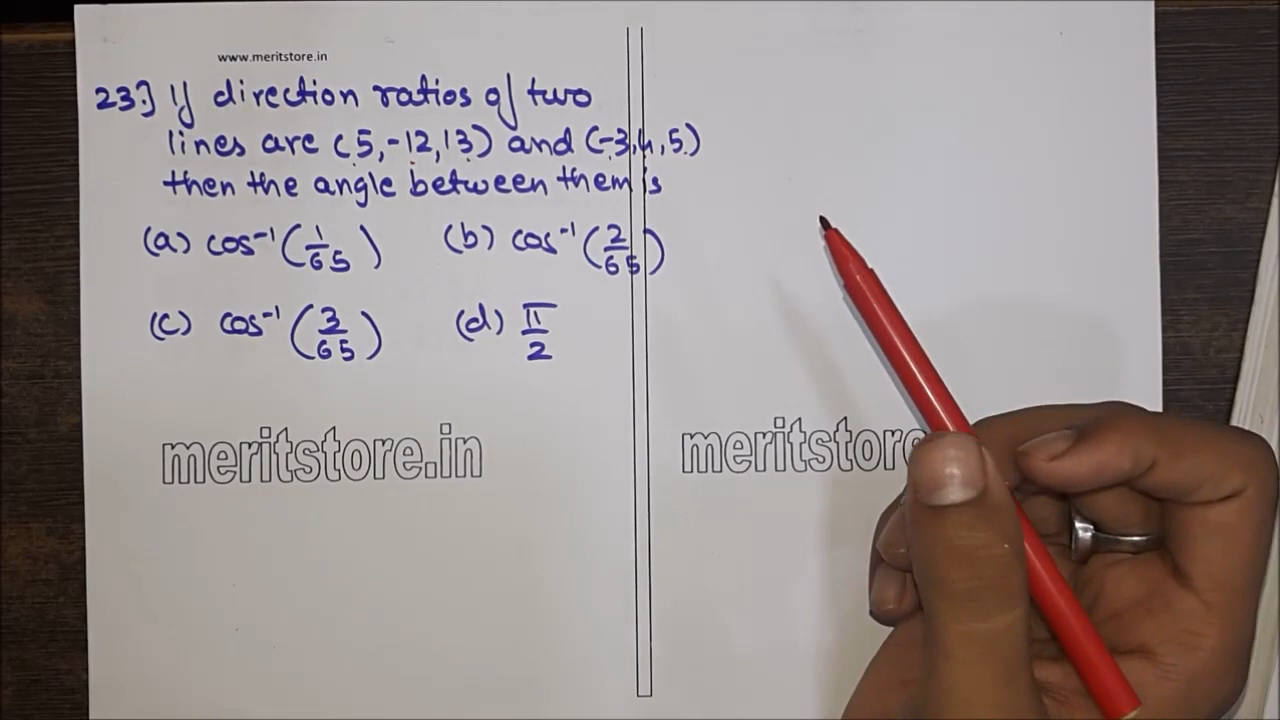 www.meritstore.in
23:) If direction ratios of two
lines are (5,-12,13) and (-3,4,5)
then the angle between them is
(a) cos⁻¹(1/65) (b) cos⁻¹(2/65)
(c) cos⁻¹(3/65) (d) π/2
meritstore.in meritstore